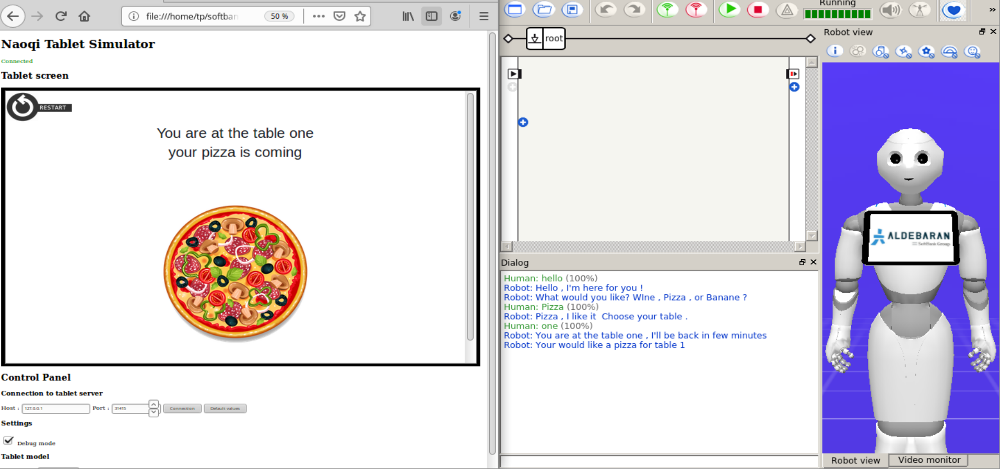 file:///home/tp/softban
50 %
Naoqi Tablet Simulator
Connected
Tablet screen
RESTART
You are at the table one
your pizza is coming
Control Panel
Connection to tablet server
Host : 127.0.0.1 Port : 31415 Connection Default values
Settings
Debug mode
Tablet model
Running
»
root
Dialog
Human: hello (100%)
Robot: Hello , I'm here for you !
Robot: What would you like? WIne , Pizza , or Banane ?
Human: Pizza (100%)
Robot: Pizza , I like it  Choose your table .
Human: one (100%)
Robot: You are at the table one , I'll be back in few minutes
Robot: Your would like a pizza for table 1
Robot view
ALDEBARAN
SoftBank Group
Robot view Video monitor